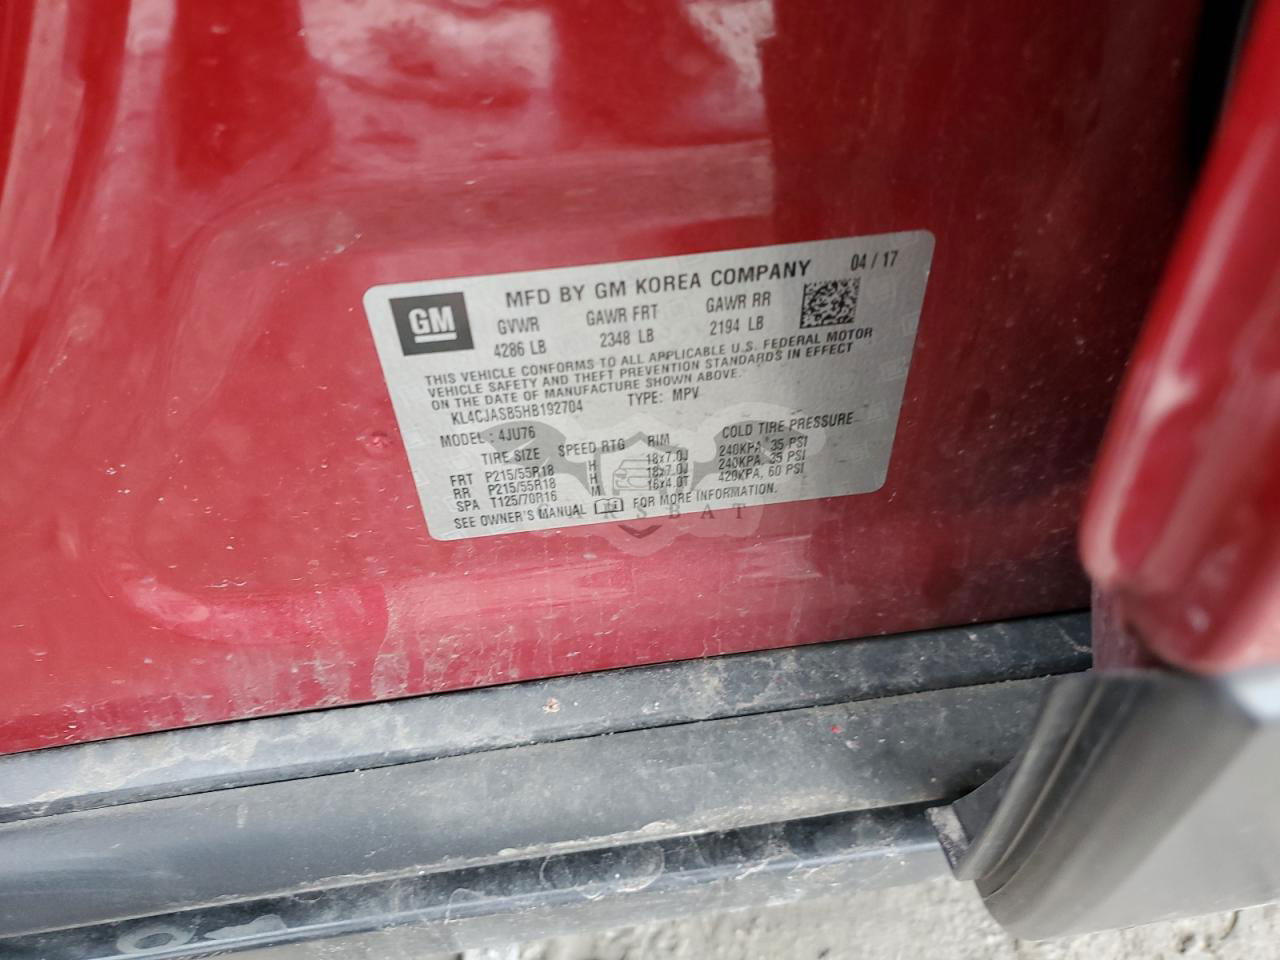 GM
MFD BY GM KOREA COMPANY 04 / 17
GVWR GAWR FRT GAWR RR
4286 LB 2348 LB 2194 LB
THIS VEHICLE CONFORMS TO ALL APPLICABLE U.S. FEDERAL MOTOR
VEHICLE SAFETY AND THEFT PREVENTION STANDARDS IN EFFECT
ON THE DATE OF MANUFACTURE SHOWN ABOVE.
KL4CJASB5HB192704 TYPE: MPV
MODEL: 4JU76
TIRE SIZE SPEED RTG RIM COLD TIRE PRESSURE
FRT P215/55R18 H 18x7.0J 240KPA, 35 PSI
RR P215/55R18 H 18x7.0J 240KPA, 35 PSI
SPA T125/70R16 M 16x4.0T 420KPA, 60 PSI
SEE OWNER'S MANUAL FOR MORE INFORMATION.
CARSBAT